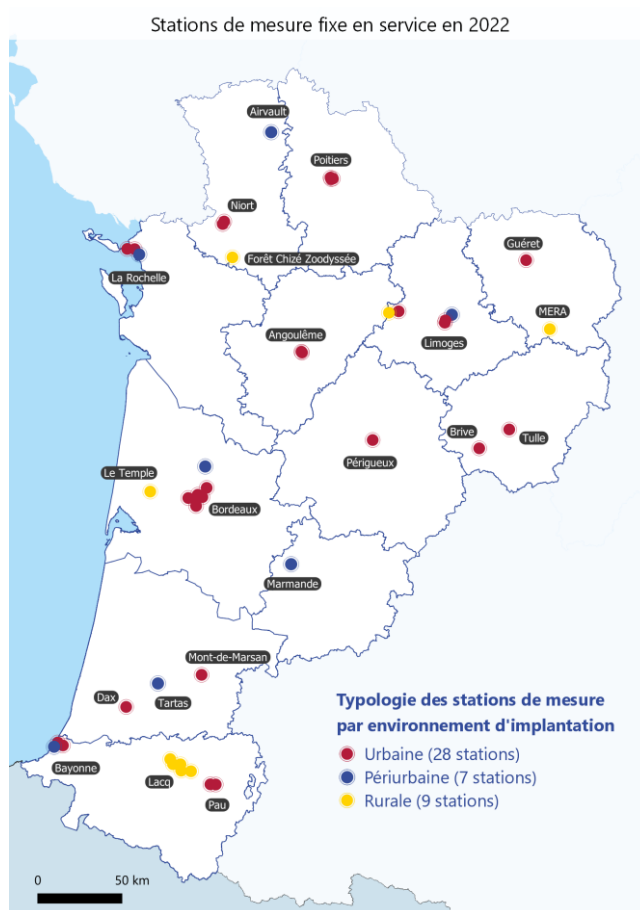 Stations de mesure fixe en service en 2022
Airvault
Poitiers
Niort
Guéret
Forêt Chizé Zoodyssée
La Rochelle
MERA
Angoulême
Limoges
Brive
Tulle
Périgueux
Le Temple
Bordeaux
Marmande
Mont-de-Marsan
Dax
Tartas
Typologie des stations de mesure
par environnement d'implantation
Urbaine (28 stations)
Périurbaine (7 stations)
Rurale (9 stations)
Bayonne
Lacq
Pau
0 50 km